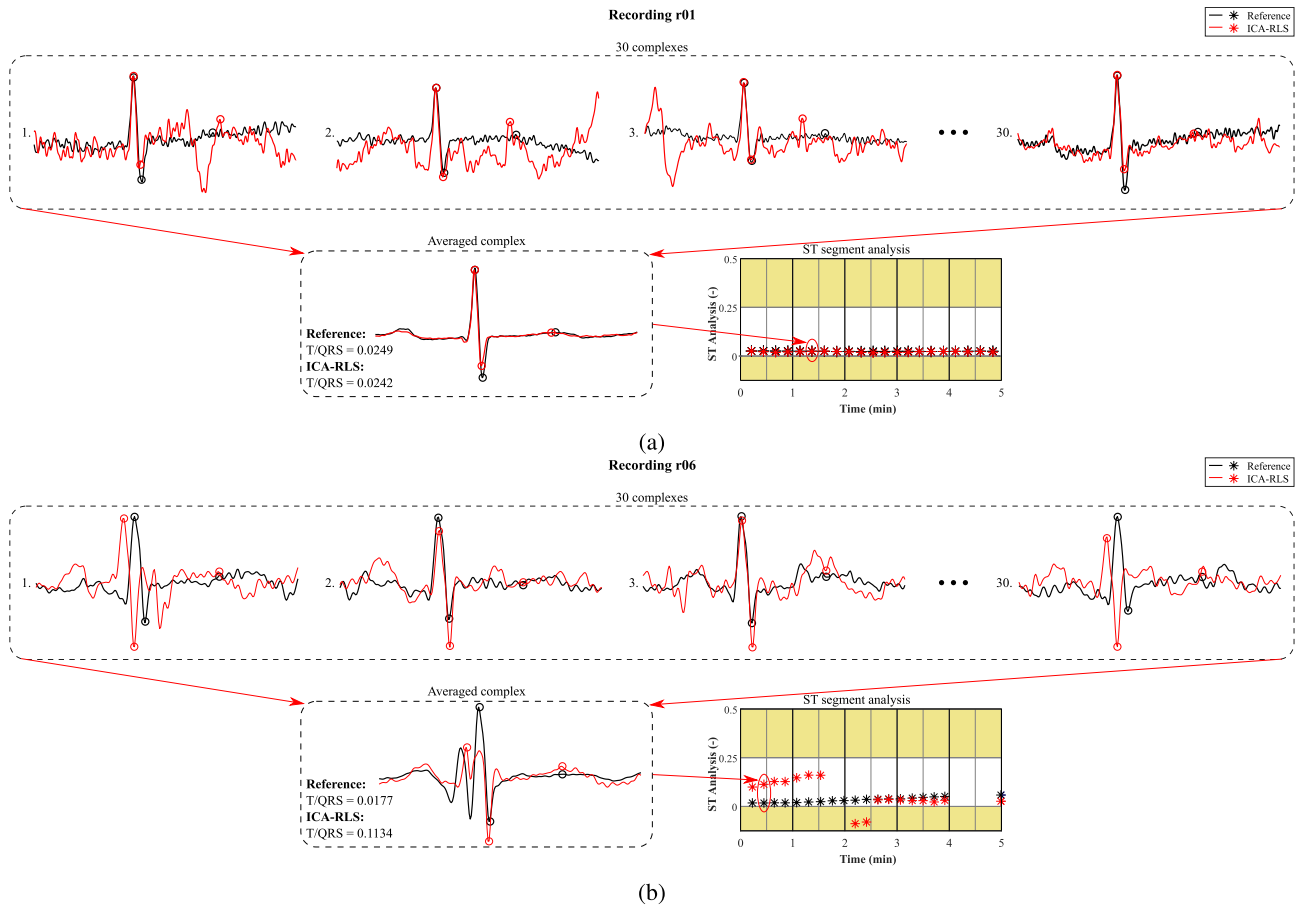 Recording r01
Reference
ICA-RLS
30 complexes
1.
2.
3.
30.
Averaged complex
Reference:
T/QRS = 0.0249
ICA-RLS:
T/QRS = 0.0242
ST segment analysis
ST Analysis (-)
0.5
0.25
0
0 1 2 3 4 5
Time (min)
(a)
Recording r06
Reference
ICA-RLS
30 complexes
1.
2.
3.
30.
Averaged complex
Reference:
T/QRS = 0.0177
ICA-RLS:
T/QRS = 0.1134
ST segment analysis
ST Analysis (-)
0.5
0.25
0
0 1 2 3 4 5
Time (min)
(b)